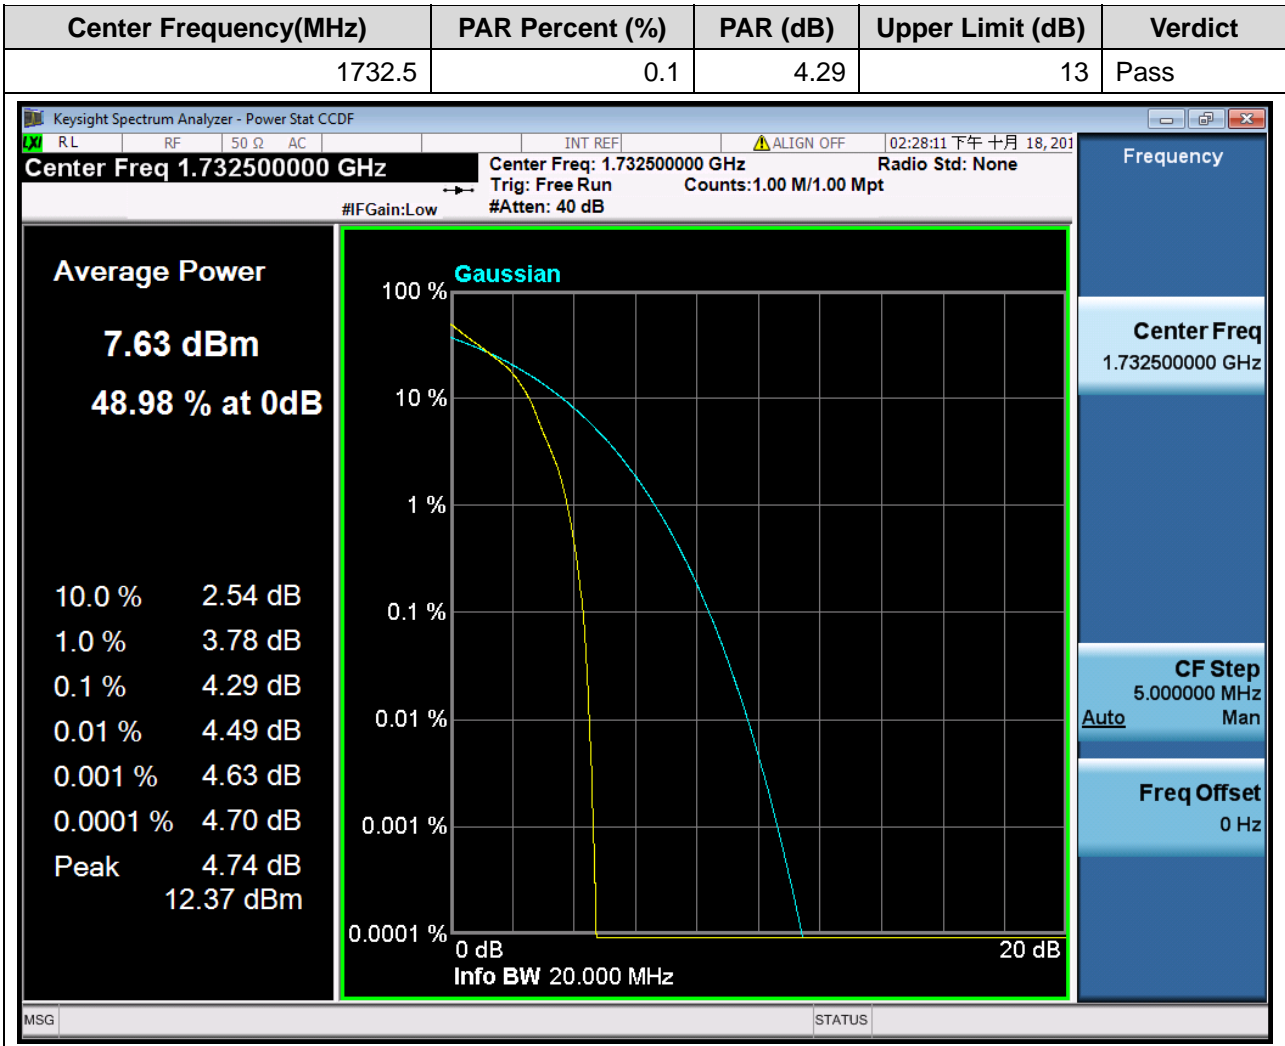 Center Frequency(MHz) PAR Percent (%) PAR (dB) Upper Limit (dB) Verdict
1732.5 0.1 4.29 13 Pass
Keysight Spectrum Analyzer - Power Stat CCDF
LXI RL RF 50 Ω AC INT REF ALIGN OFF 02:28:11 下午 十月 18, 201
Center Freq 1.732500000 GHz
Center Freq: 1.732500000 GHz Radio Std: None
Trig: Free Run Counts:1.00 M/1.00 Mpt
#IFGain:Low #Atten: 40 dB
Average Power
7.63 dBm
48.98 % at 0dB
10.0 % 2.54 dB
1.0 % 3.78 dB
0.1 % 4.29 dB
0.01 % 4.49 dB
0.001 % 4.63 dB
0.0001 % 4.70 dB
Peak 4.74 dB
12.37 dBm
Gaussian
100 %
10 %
1 %
0.1 %
0.01 %
0.001 %
0.0001 %
0 dB 20 dB
Info BW 20.000 MHz
Frequency
Center Freq
1.732500000 GHz
CF Step
5.000000 MHz
Auto Man
Freq Offset
0 Hz
MSG STATUS